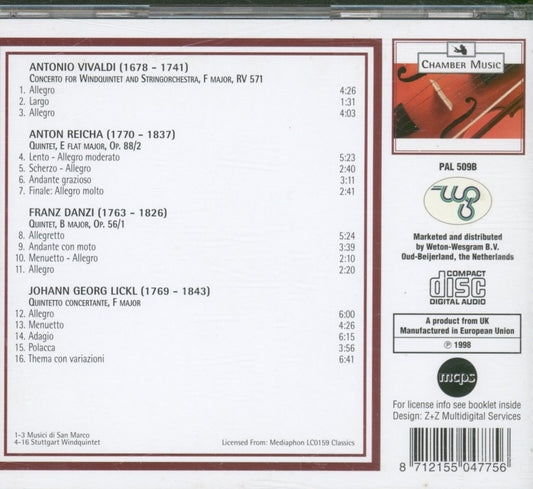 ANTONIO VIVALDI (1678 - 1741)
CONCERTO FOR WINDQUINTET AND STRINGORCHESTRA, F MAJOR, RV 571
1. Allegro 4:26
2. Largo 1:31
3. Allegro 4:03
ANTON REICHA (1770 - 1837)
QUINTET, E FLAT MAJOR, OP. 88/2
4. Lento - Allegro moderato 5:23
5. Scherzo - Allegro 2:40
6. Andante grazioso 3:11
7. Finale: Allegro molto 2:41
FRANZ DANZI (1763 - 1826)
QUINTET, B MAJOR, OP. 56/1
8. Allegretto 5:24
9. Andante con moto 3:39
10. Menuetto - Allegro 2:10
11. Allegro 2:20
JOHANN GEORG LICKL (1769 - 1843)
QUINTETTO CONCERTANTE, F MAJOR
12. Allegro 6:00
13. Menuetto 4:26
14. Adagio 6:15
15. Polacca 3:56
16. Thema con variazioni 6:41
1-3 Musici di San Marco
4-16 Stuttgart Windquintet
Licensed From: Mediaphon LC0159 Classics
CHAMBER MUSIC
PAL 509B
Marketed and distributed
by Weton-Wesgram B.V.
Oud-Beijerland, the Netherlands
COMPACT
disc
DIGITAL AUDIO
A product from UK
Manufactured in European Union
℗ 1998
mcps
For license info see booklet inside
Design: Z+Z Multidigital Services
8 712155 047756